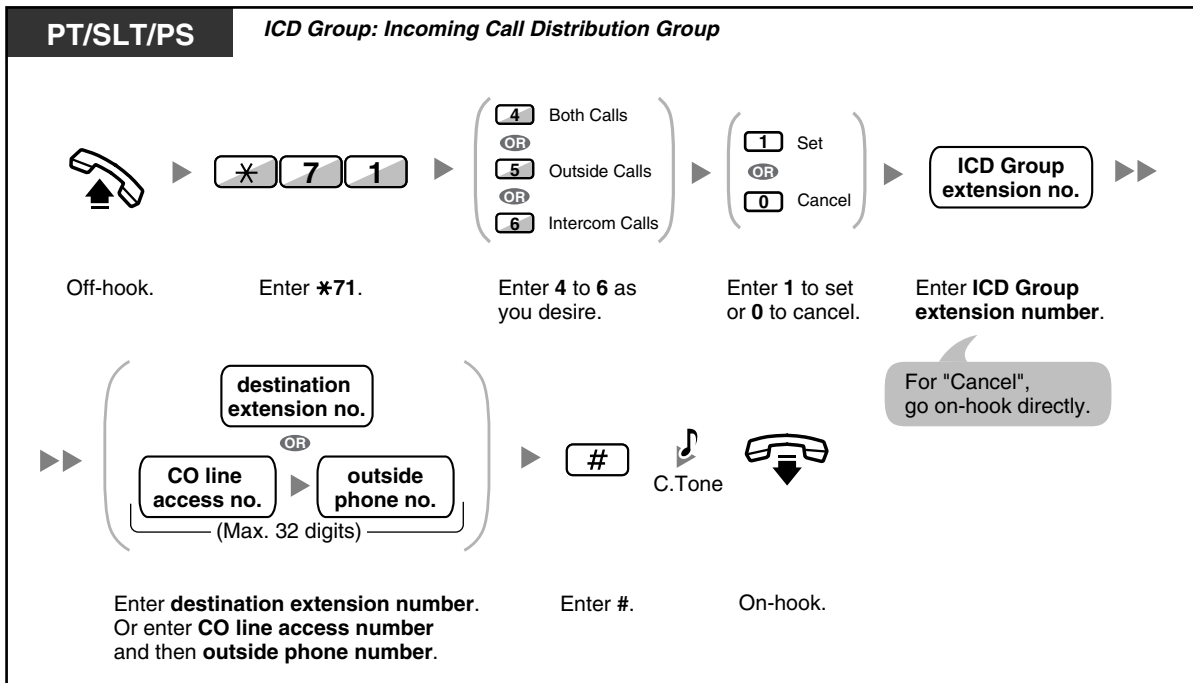 PT/SLT/PS
ICD Group: Incoming Call Distribution Group
4 Both Calls
OR
5 Outside Calls
OR
6 Intercom Calls
1 Set
OR
0 Cancel
ICD Group
extension no.
* 7 1
Off-hook.
Enter *71.
Enter 4 to 6 as
you desire.
Enter 1 to set
or 0 to cancel.
Enter ICD Group
extension number.
For "Cancel",
go on-hook directly.
destination
extension no.
OR
CO line
access no.
outside
phone no.
(Max. 32 digits)
#
C.Tone
Enter destination extension number.
Or enter CO line access number
and then outside phone number.
Enter #.
On-hook.